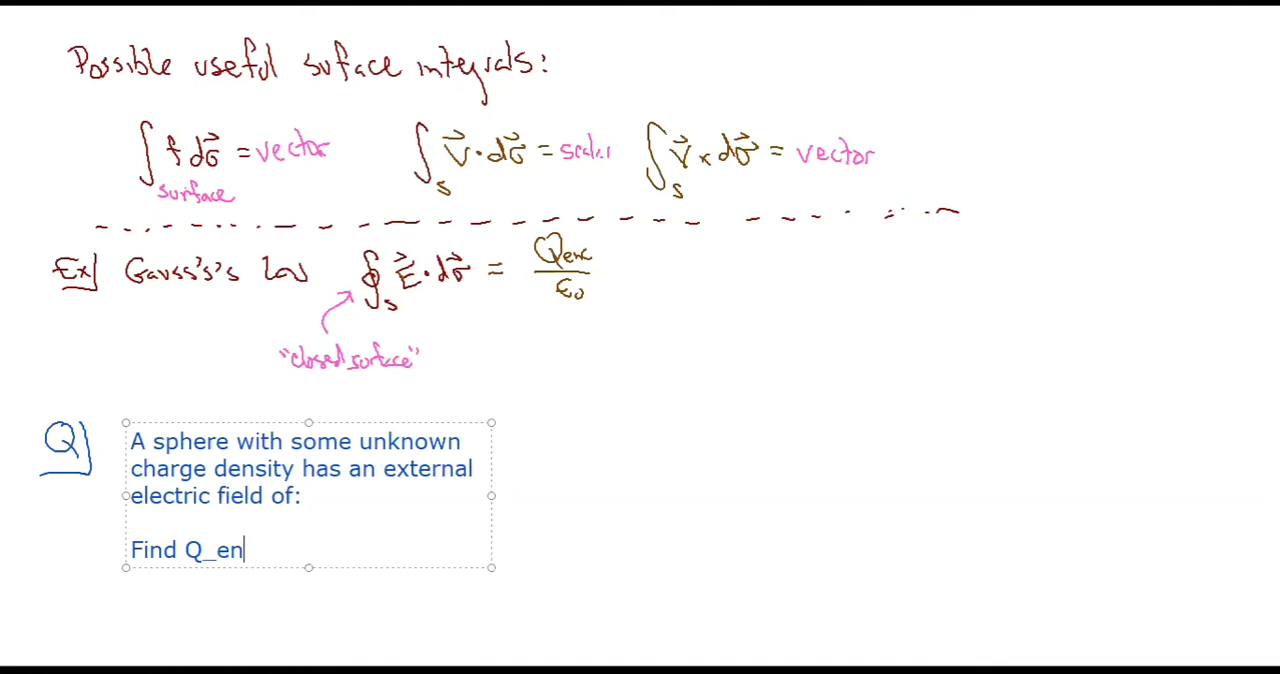 Possible useful suface integrals:
∫ f dσ⃗ = vector ∫ V⃗ · dσ⃗ = scalar ∫ V⃗ × dσ⃗ = vector
surface S S
Ex] Gauss's's Law ∮ E⃗ · dσ⃗ = Qenc / ε₀
S
"closed surface"
Q]
A sphere with some unknown
charge density has an external
electric field of:
Find Q_en